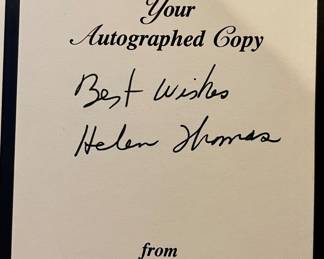 Your
Autographed Copy
Best Wishes
Helen Thomas
from